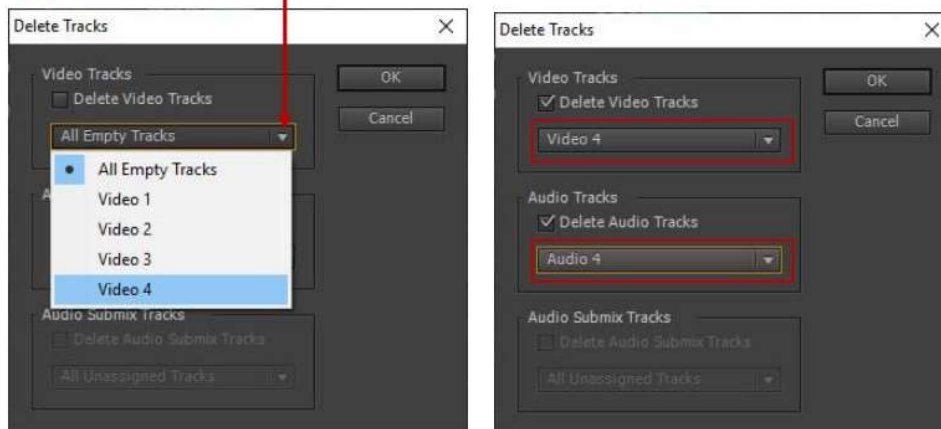 Delete Tracks
Video Tracks
Delete Video Tracks
All Empty Tracks
All Empty Tracks
Video 1
Video 2
Video 3
Video 4
A
A
Audio Submix Tracks
Delete Audio Submix Tracks
All Unassigned Tracks
OK
Cancel
Delete Tracks
Video Tracks
Delete Video Tracks
Video 4
Audio Tracks
Delete Audio Tracks
Audio 4
Audio Submix Tracks
Delete Audio Submix Tracks
All Unassigned Tracks
OK
Cancel